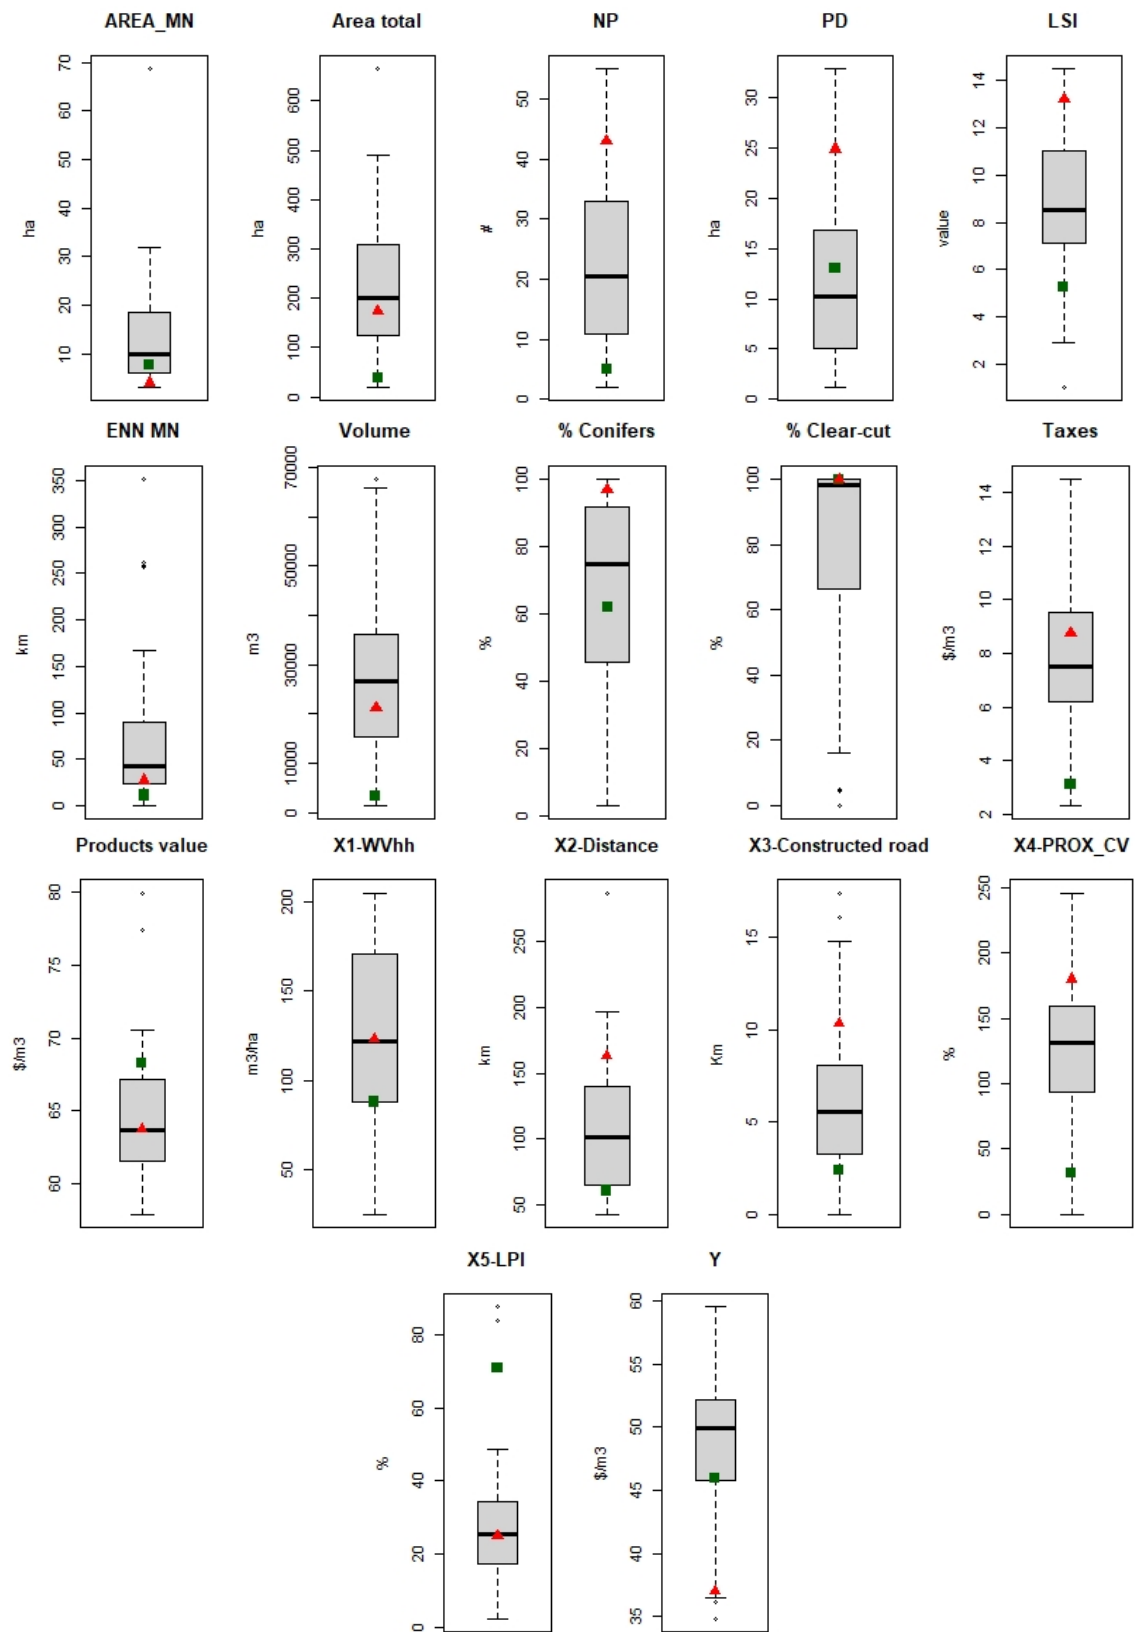 AREA_MN Area total NP PD LSI
ha 10 20 30 40 50 60 70
ha 0 100 200 300 400 500 600
# 0 10 20 30 40 50
ha 0 5 10 15 20 25 30
value 2 4 6 8 10 12 14
ENN MN Volume % Conifers % Clear-cut Taxes
km 0 50 100 150 200 250 300 350
m3 0 10000 30000 50000 70000
% 0 20 40 60 80 100
% 0 20 40 60 80 100
$/m3 2 4 6 8 10 12 14
Products value X1-WVhh X2-Distance X3-Constructed road X4-PROX_CV
$/m3 60 65 70 75 80
m3/ha 50 100 150 200
km 50 100 150 200 250
Km 0 5 10 15
% 0 50 100 150 200 250
X5-LPI Y
% 0 20 40 60 80
$/m3 35 40 45 50 55 60